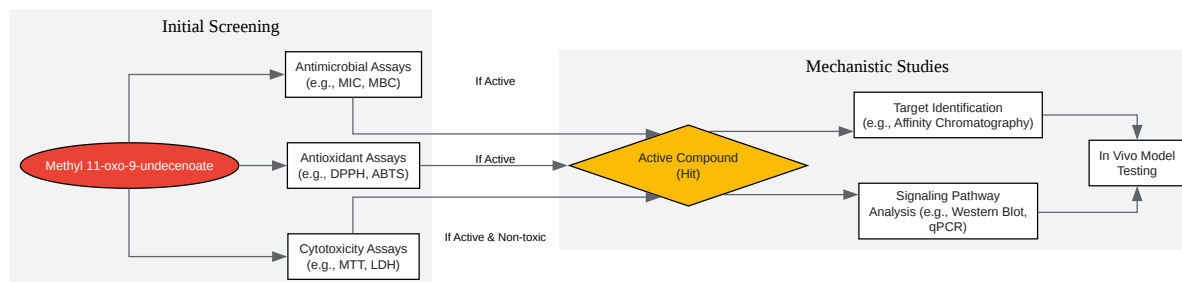 Initial Screening
Antimicrobial Assays
(e.g., MIC, MBC)
Methyl 11-oxo-9-undecenoate
Antioxidant Assays
(e.g., DPPH, ABTS)
Cytotoxicity Assays
(e.g., MTT, LDH)
If Active
If Active
If Active & Non-toxic
Mechanistic Studies
Active Compound
(Hit)
Target Identification
(e.g., Affinity Chromatography)
Signaling Pathway
Analysis (e.g., Western Blot,
qPCR)
In Vivo Model
Testing